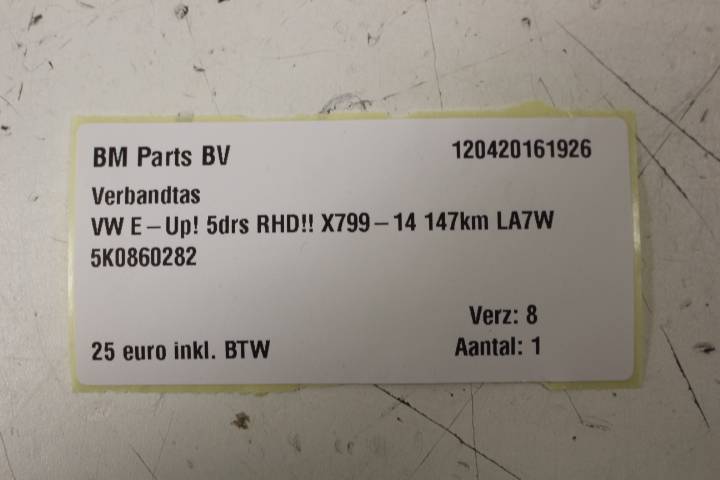 BM Parts BV 120420161926
Verbandtas
VW E-Up! 5drs RHD!! X799-14 147km LA7W
5K0860282
Verz: 8
25 euro inkl. BTW Aantal: 1